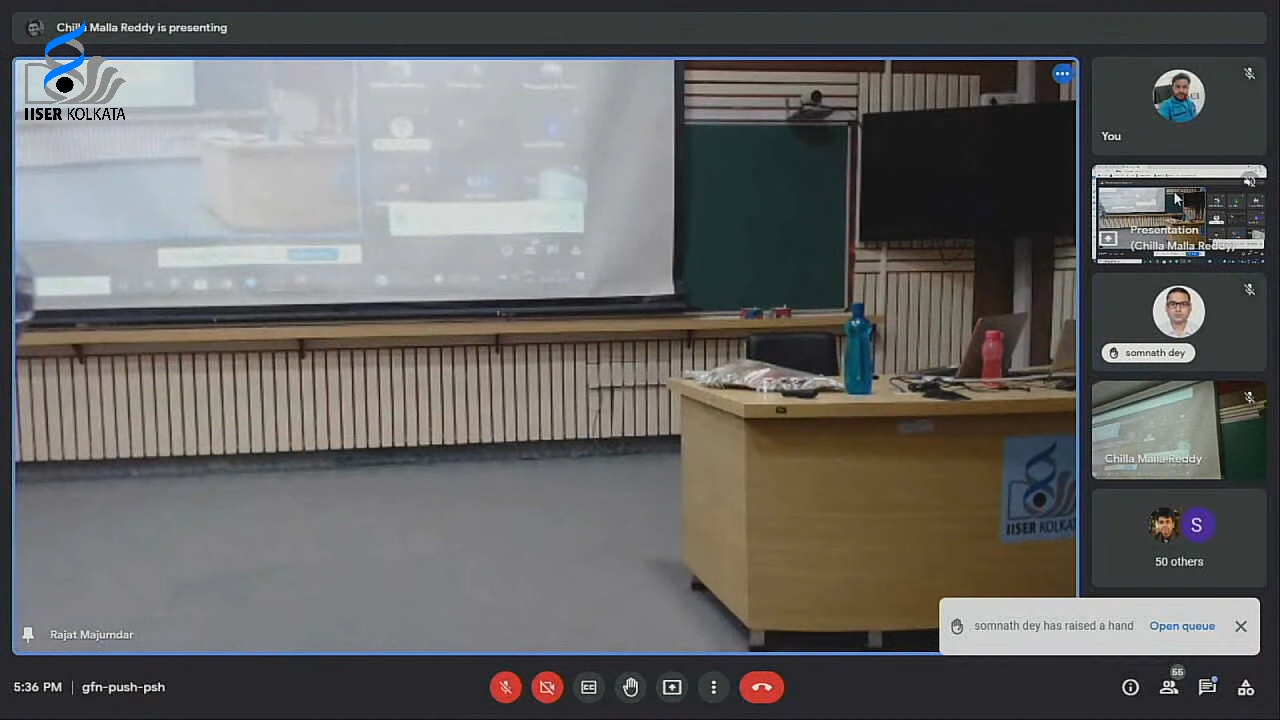 Chilla Malla Reddy is presenting
IISER KOLKATA
You
Presentation
(Chilla Malla Reddy)
somnath dey
Chilla Malla Reddy
S
50 others
IISER KOLKATA
Rajat Majumdar
somnath dey has raised a hand
Open queue
5:36 PM
gfn-push-psh
CC
55